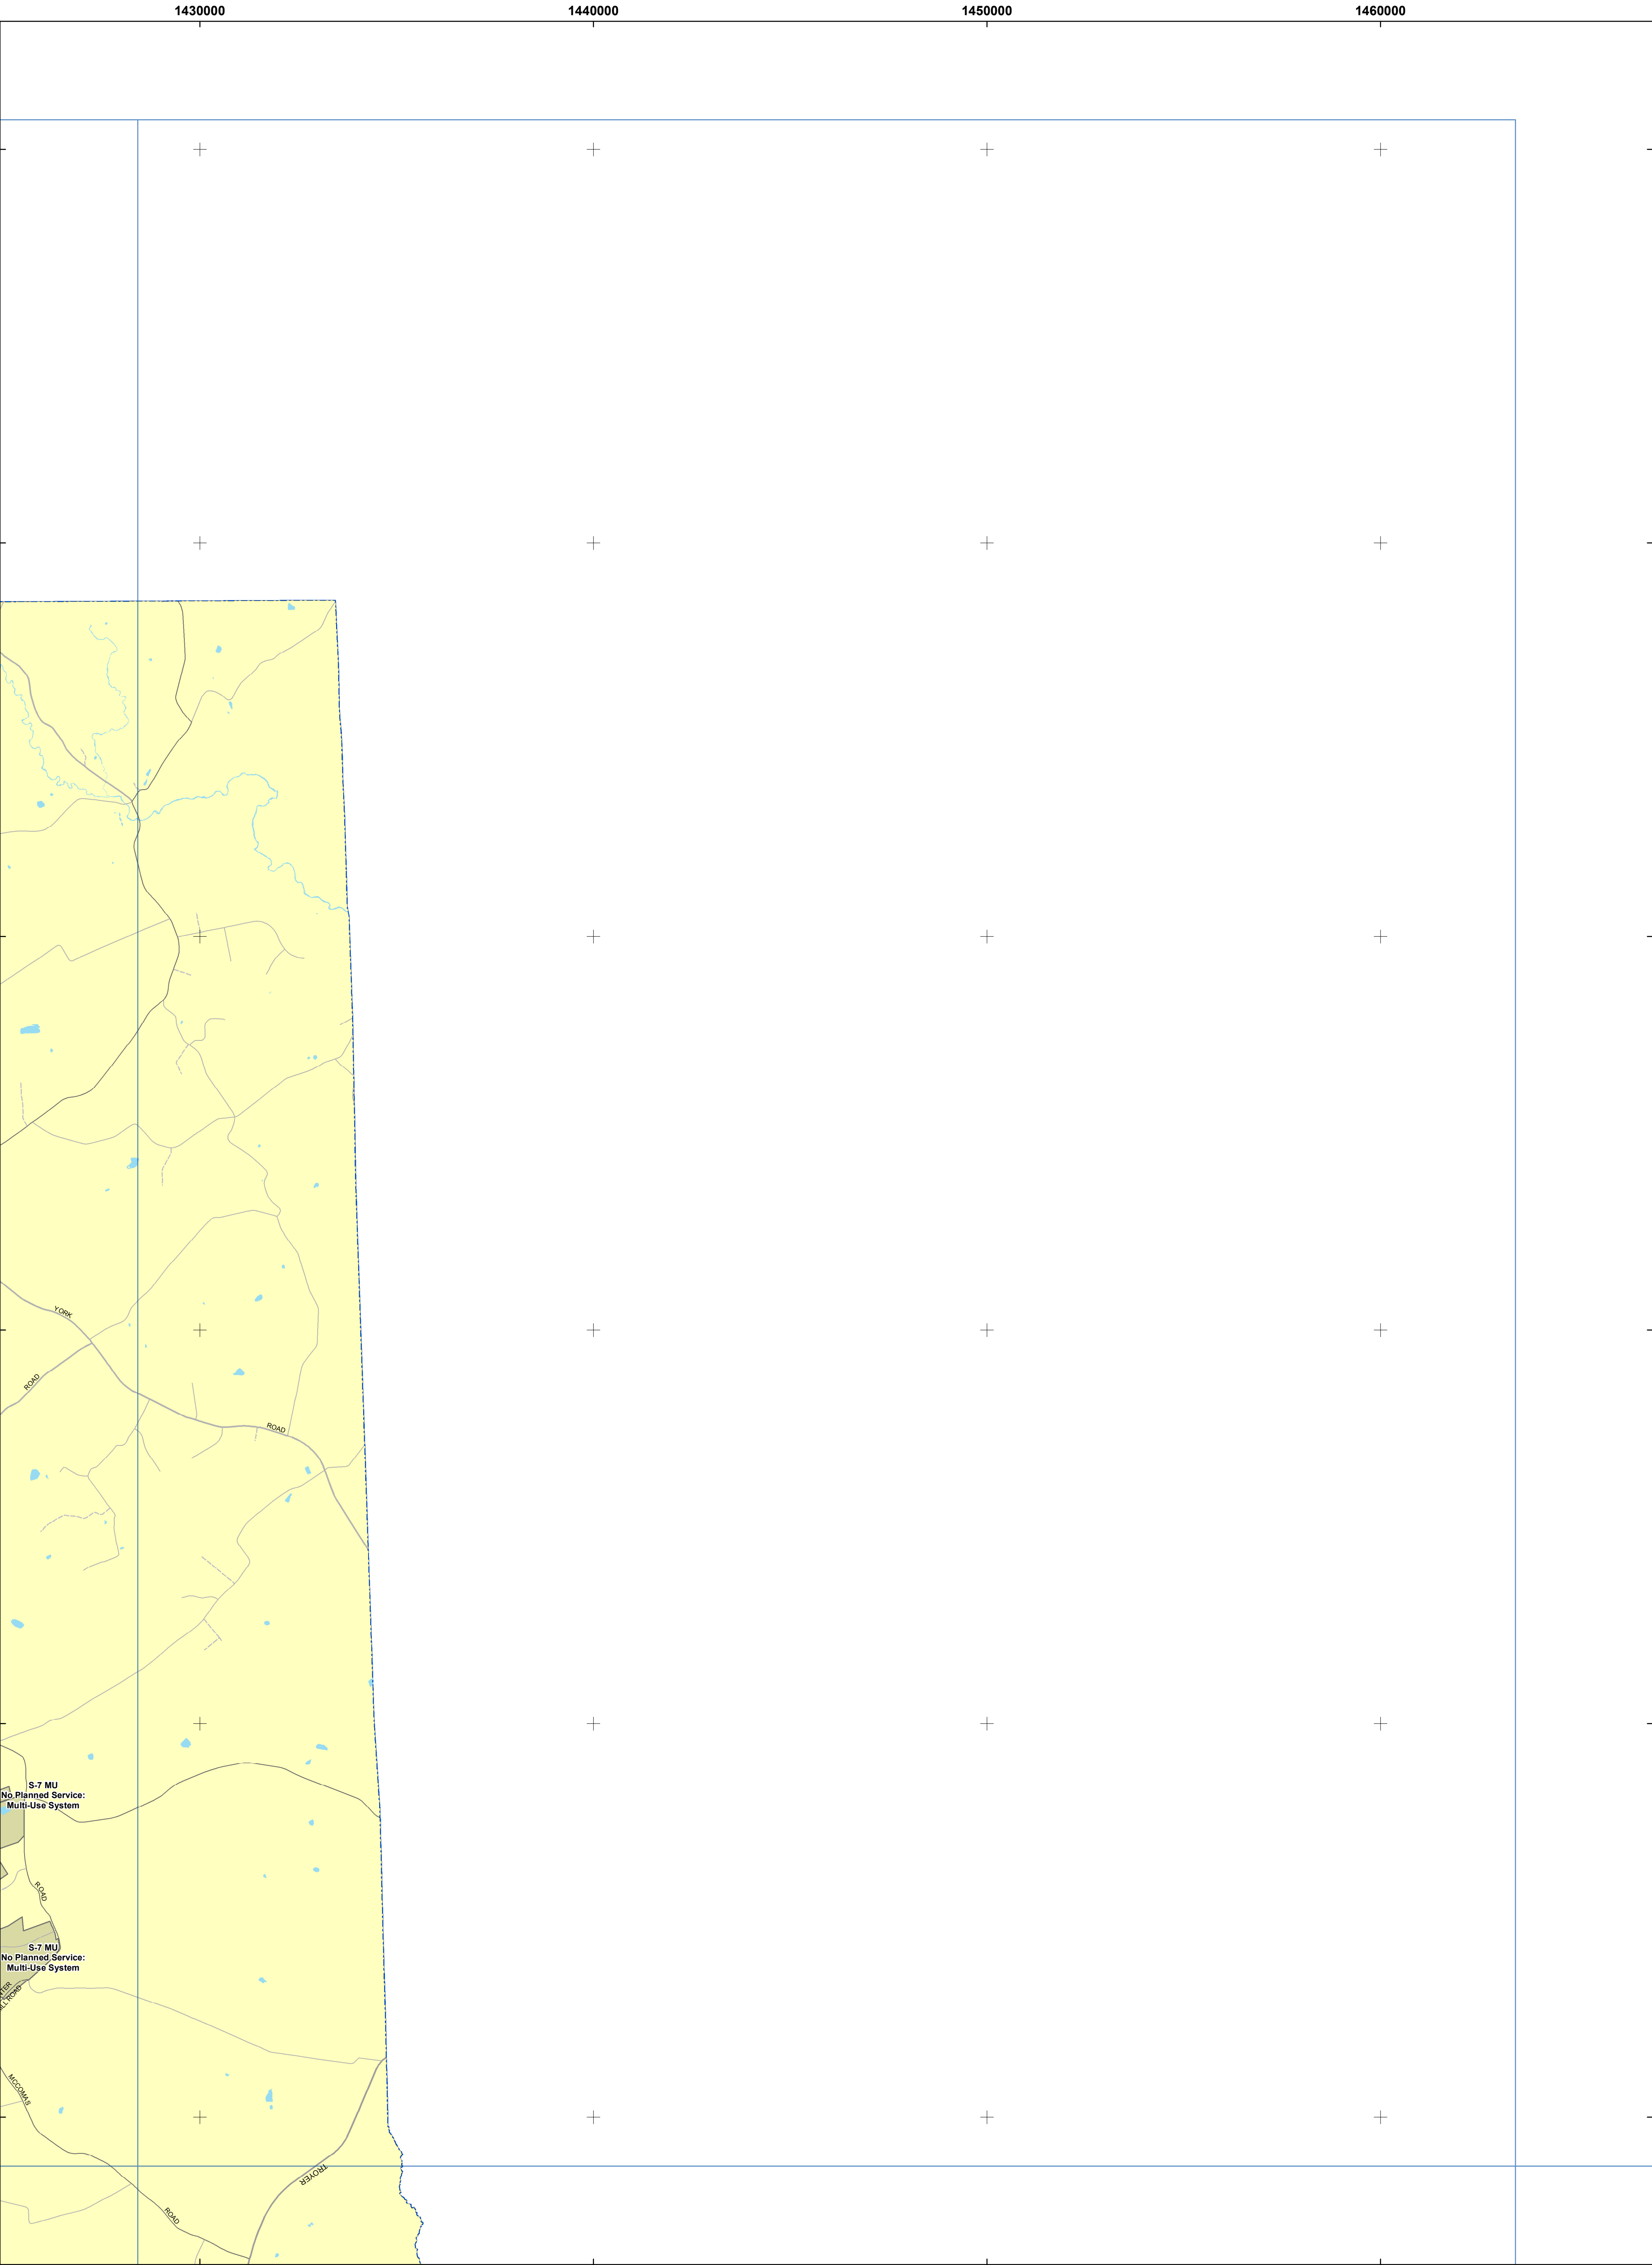 1430000 1440000 1450000 1460000
YORK
ROAD
ROAD
S-7 MU
No Planned Service:
Multi-Use System
ROAD
S-7 MU
No Planned Service:
Multi-Use System
ROAD
MCCOMAS
TROYER
ROAD